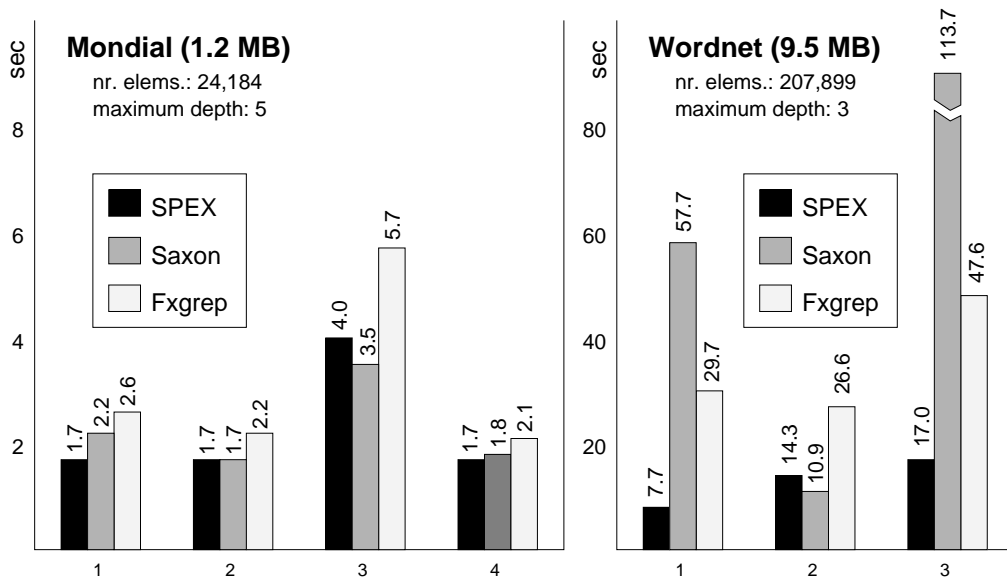 sec
Mondial (1.2 MB)
nr. elems.: 24,184
maximum depth: 5
8
6
4
2
SPEX
Saxon
Fxgrep
1.7
2.2
2.6
1.7
1.7
2.2
4.0
3.5
5.7
1.7
1.8
2.1
1
2
3
4
sec
Wordnet (9.5 MB)
nr. elems.: 207,899
maximum depth: 3
80
60
40
20
SPEX
Saxon
Fxgrep
7.7
57.7
29.7
14.3
10.9
26.6
17.0
113.7
47.6
1
2
3